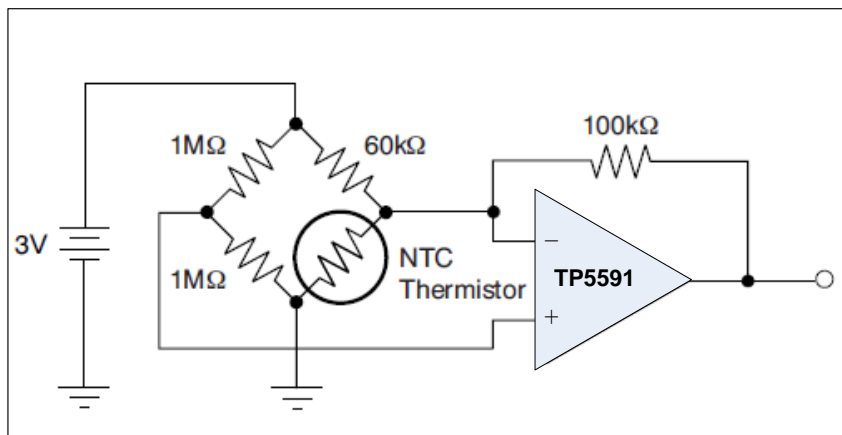 1MΩ
60kΩ
100kΩ
3V
1MΩ
NTC
Thermistor
−
TP5591
+